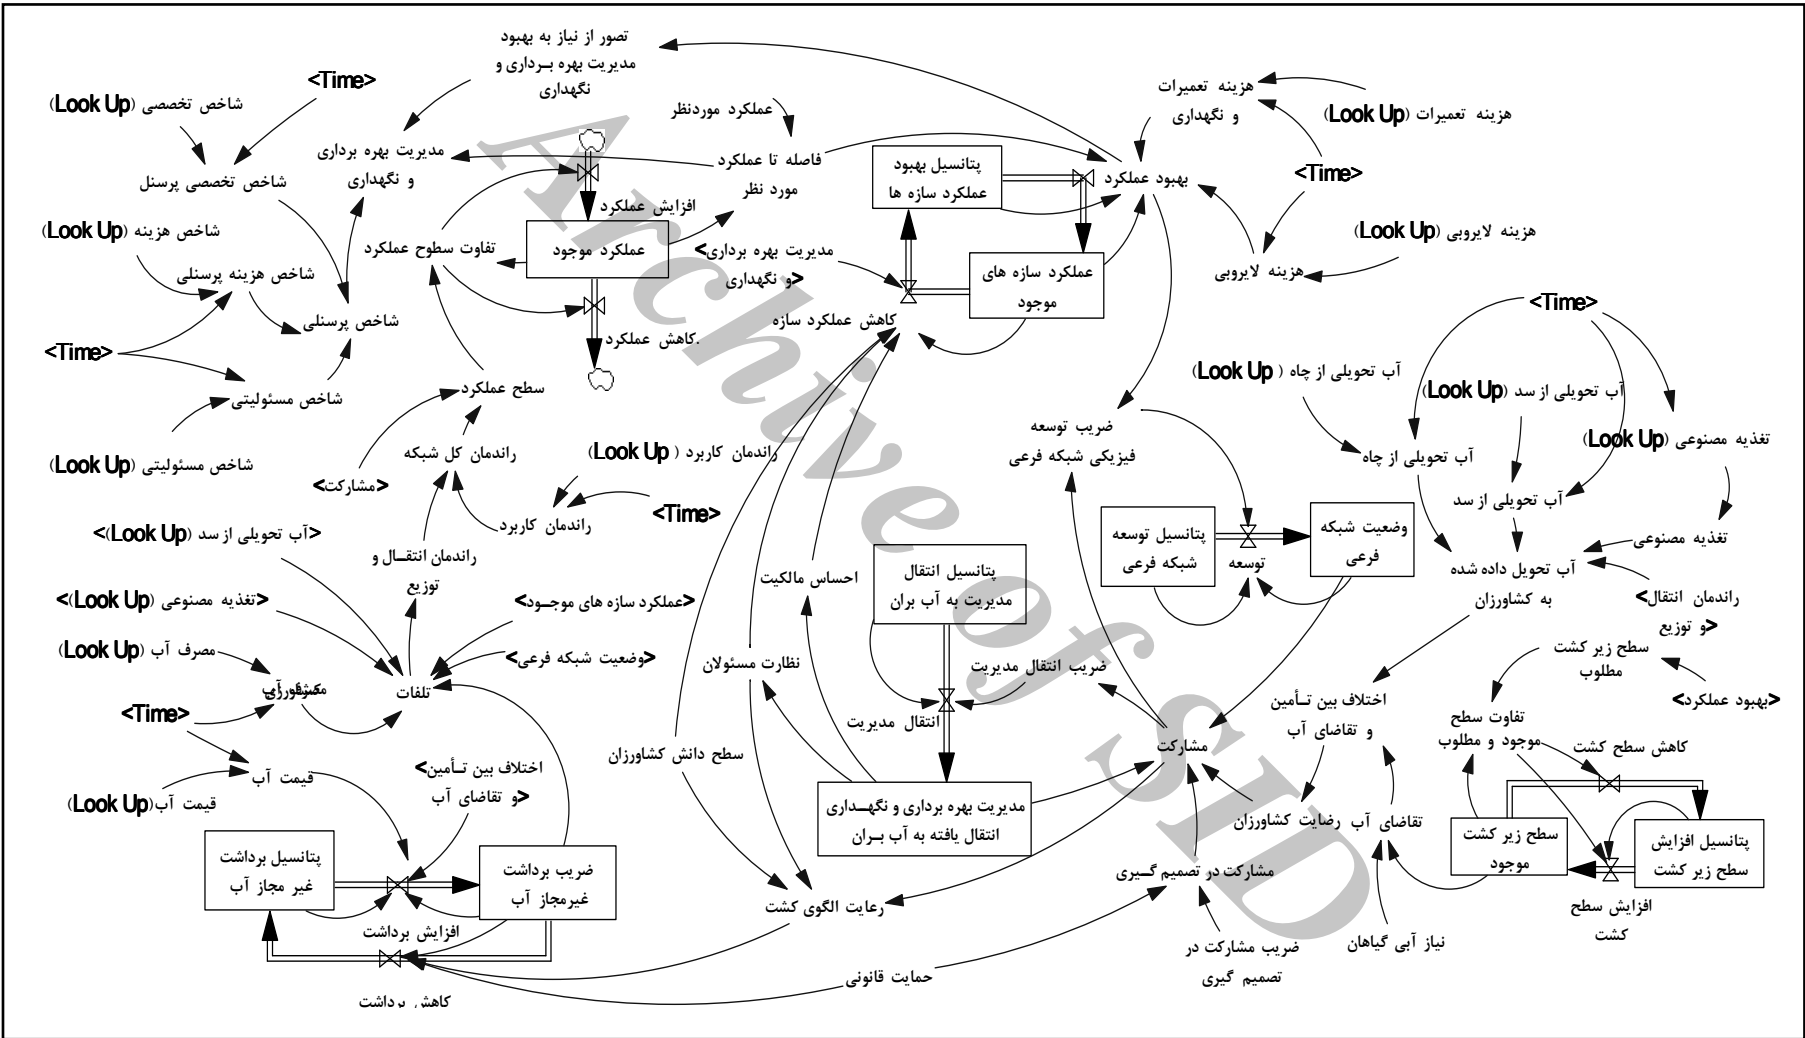 تصور از نیاز به بهبود
مدیریت بهره بـرداری و
نگهداری
<Time>
شاخص تخصصی (Look Up)
عملکرد موردنظر
هزینه تعمیرات
و نگهداری
هزینه تعمیرات (Look Up)
مدیریت بهره برداری
و نگهداری
فاصله تا عملکرد
مورد نظر
پتانسیل بهبود
عملکرد سازه ها
بهبود عملکرد
<Time>
شاخص تخصصی پرسنل
افزایش عملکرد
شاخص هزینه (Look Up)
تفاوت سطوح عملکرد
عملکرد موجود
<مدیریت بهره برداری
و نگهداری>
عملکرد سازه های
موجود
هزینه لایروبی (Look Up)
هزینه لایروبی
شاخص هزینه پرسنلی
شاخص پرسنلی
کاهش عملکرد سازه
<Time>
<Time>
کاهش عملکرد.
شاخص مسئولیتی
سطح عملکرد
آب تحویلی از چاه (Look Up )
آب تحویلی از سد (Look Up)
شاخص مسئولیتی (Look Up)
راندمان کل شبکه
راندمان کاربرد (Look Up )
ضریب توسعه
فیزیکی شبکه فرعی
آب تحویلی از چاه
تغذیه مصنوعی (Look Up)
<مشارکت>
راندمان کاربرد
<Time>
آب تحویلی از سد
<آب تحویلی از سد (Look Up)>
راندمان انتقـال و
توزیع
پتانسیل توسعه
شبکه فرعی
توسعه
وضعیت شبکه
فرعی
تغذیه مصنوعی
آب تحویل داده شده
به کشاورزان
<تغذیه مصنوعی (Look Up)>
<عملکرد سازه های موجـود>
احساس مالکیت
پتانسیل انتقال
مدیریت به آب بران
<راندمان انتقال
و توزیع>
مصرف آب (Look Up)
<وضعیت شبکه فرعی>
نظارت مسئولان
ضریب انتقال مدیریت
سطح زیر کشت
مطلوب
تلفات
<بهبود عملکرد>
<Time>
انتقال مدیریت
اختلاف بین تـأمین
و تقاضای آب
تفاوت سطح
موجود و مطلوب
سطح دانش کشاورزان
مشارکت
کاهش سطح کشت
قیمت آب
<اختلاف بین تـأمین
و تقاضای آب>
قیمت آب(Look Up)
مدیریت بهره برداری و نگهـداری
انتقال یافته به آب بـران
رضایت کشاورزان
تقاضای آب
سطح زیر کشت
موجود
پتانسیل افزایش
سطح زیر کشت
پتانسیل برداشت
غیر مجاز آب
ضریب برداشت
غیرمجاز آب
مشارکت در تصمیم گـیری
رعایت الگوی کشت
افزایش سطح
کشت
افزایش برداشت
ضریب مشارکت در
تصمیم گیری
نیاز آبی گیاهان
حمایت قانونی
کاهش برداشت
Archive of SID